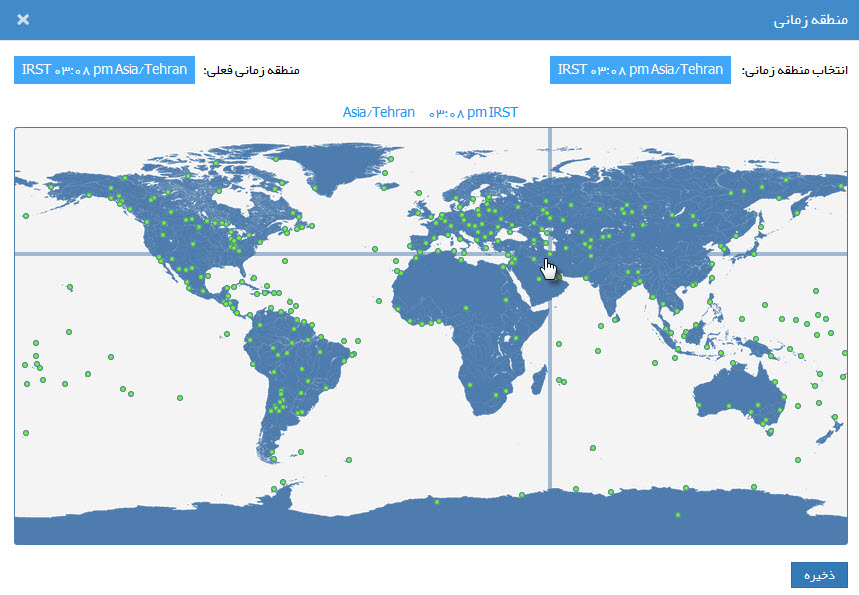 منطقه زمانی
انتخاب منطقه زمانی: IRST ۰۳:۰۸ pm Asia/Tehran
منطقه زمانی فعلی: IRST ۰۳:۰۸ pm Asia/Tehran
Asia/Tehran ۰۳:۰۸ pm IRST
ذخیره